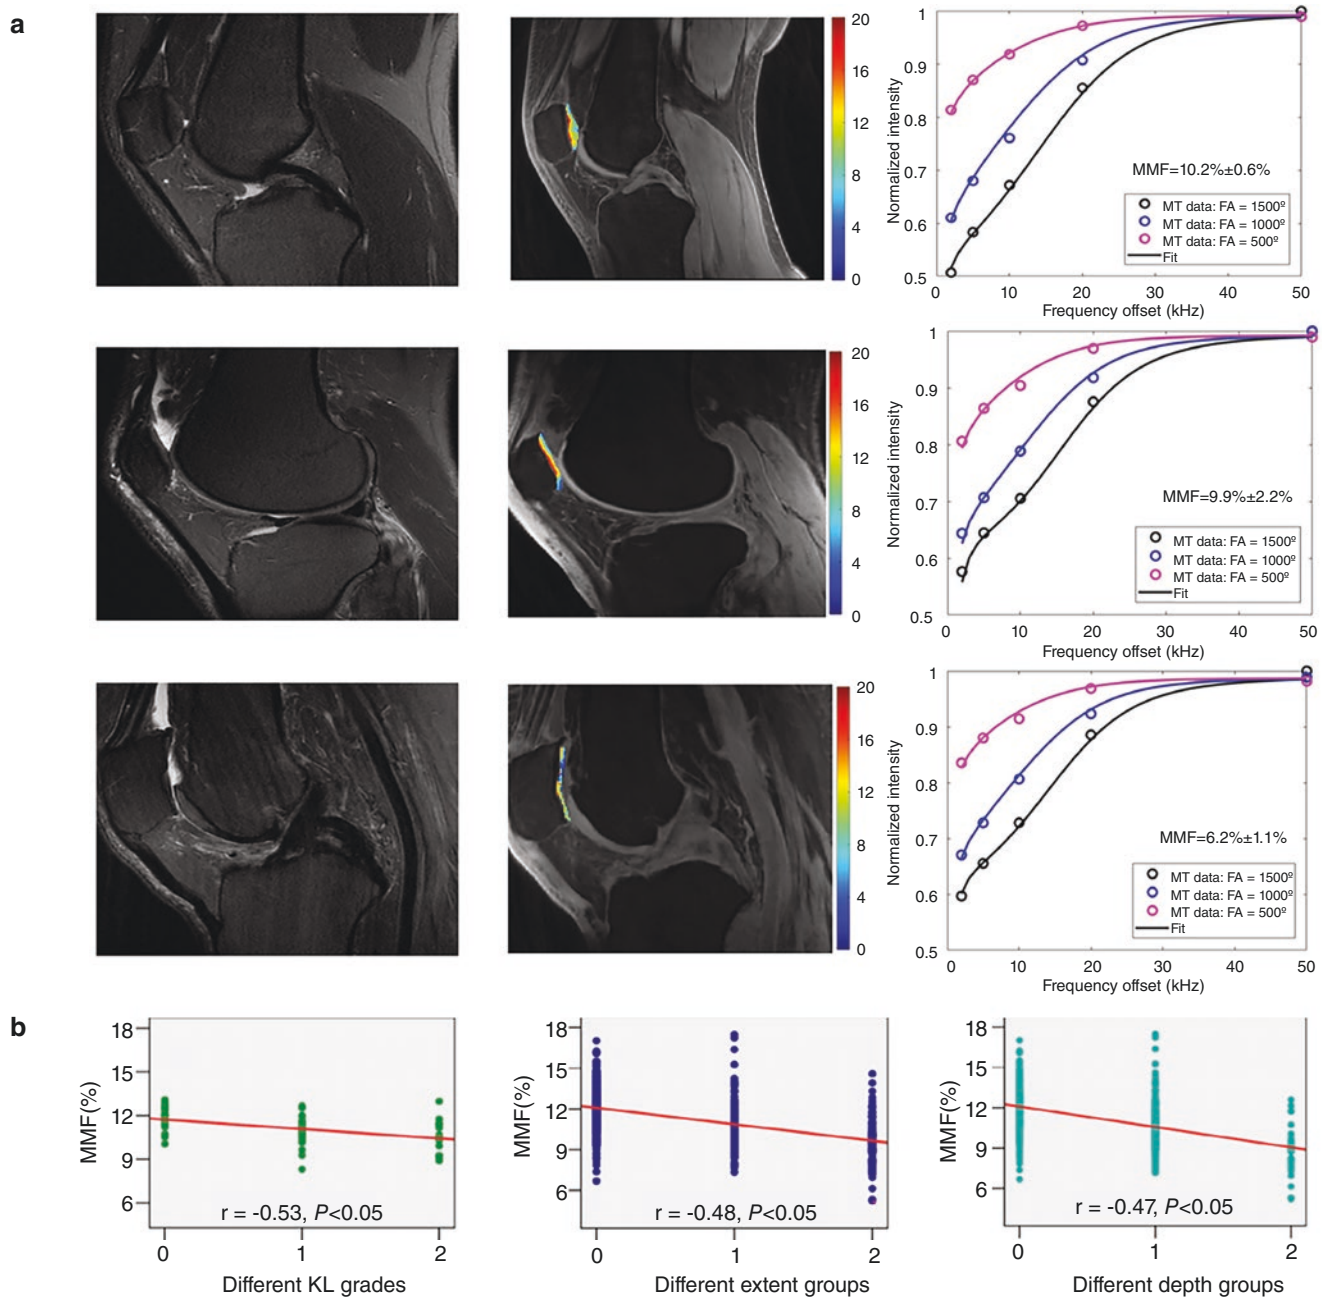 a
20
16
12
8
4
0
1
0.9
0.8
0.7
0.6
0.5
Normalized intensity
MMF=10.2%±0.6%
MT data: FA = 1500º
MT data: FA = 1000º
MT data: FA = 500º
Fit
0 10 20 30 40 50
Frequency offset (kHz)
20
16
12
8
4
0
1
0.9
0.8
0.7
0.6
0.5
Normalized intensity
MMF=9.9%±2.2%
MT data: FA = 1500º
MT data: FA = 1000º
MT data: FA = 500º
Fit
0 10 20 30 40 50
Frequency offset (kHz)
20
16
12
8
4
0
1
0.9
0.8
0.7
0.6
0.5
Normalized intensity
MMF=6.2%±1.1%
MT data: FA = 1500º
MT data: FA = 1000º
MT data: FA = 500º
Fit
0 10 20 30 40 50
Frequency offset (kHz)
b
18
15
12
9
6
MMF(%)
r = -0.53, P<0.05
0 1 2
Different KL grades
18
15
12
9
6
MMF(%)
r = -0.48, P<0.05
0 1 2
Different extent groups
18
15
12
9
6
MMF(%)
r = -0.47, P<0.05
0 1 2
Different depth groups